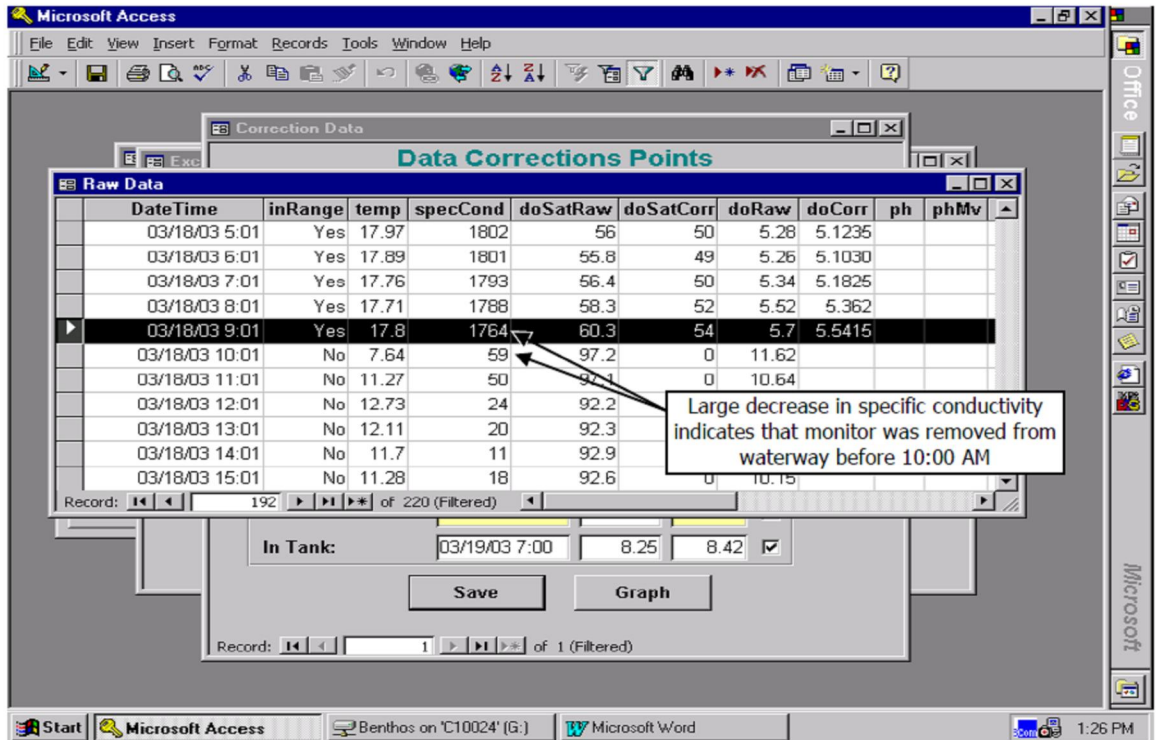 Microsoft Access
File Edit View Insert Format Records Tools Window Help
Office
Correction Data
Exc
Data Corrections Points
Raw Data
DateTime inRange temp specCond doSatRaw doSatCorr doRaw doCorr ph phMv
03/18/03 5:01 Yes 17.97 1802 56 50 5.28 5.1235
03/18/03 6:01 Yes 17.89 1801 55.8 49 5.26 5.1030
03/18/03 7:01 Yes 17.76 1793 56.4 50 5.34 5.1825
03/18/03 8:01 Yes 17.71 1788 58.3 52 5.52 5.362
03/18/03 9:01 Yes 17.8 1764 60.3 54 5.7 5.5415
03/18/03 10:01 No 7.64 59 97.2 0 11.62
03/18/03 11:01 No 11.27 50 97.1 0 10.64
03/18/03 12:01 No 12.73 24 92.2
03/18/03 13:01 No 12.11 20 92.3
03/18/03 14:01 No 11.7 11 92.9
03/18/03 15:01 No 11.28 18 92.6 0 10.15
Large decrease in specific conductivity
indicates that monitor was removed from
waterway before 10:00 AM
Record: 192 of 220 (Filtered)
In Tank: 03/19/03 7:00 8.25 8.42
Save Graph
Record: 1 of 1 (Filtered)
Microsoft
Start Microsoft Access Benthos on 'C10024' (G:) Microsoft Word 1:26 PM